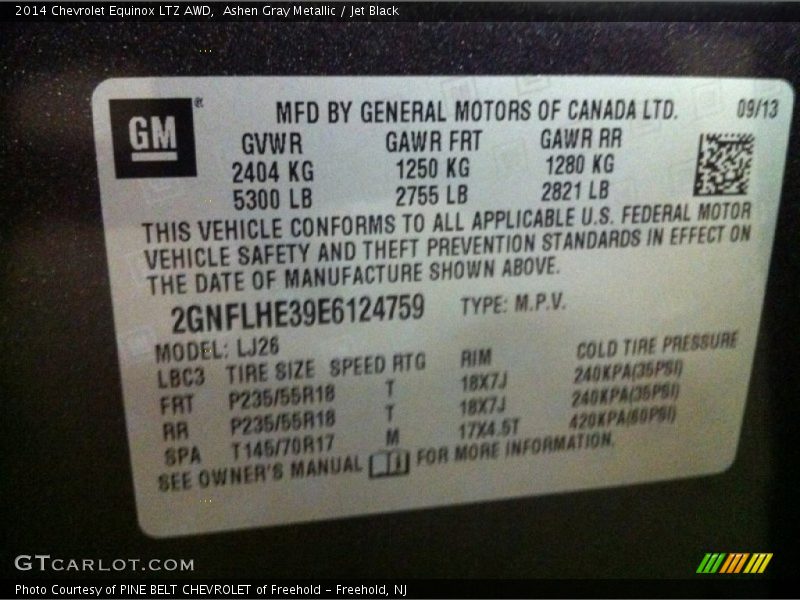 2014 Chevrolet Equinox LTZ AWD,  Ashen Gray Metallic / Jet Black
GM ®
MFD BY GENERAL MOTORS OF CANADA LTD. 09/13
GVWR GAWR FRT GAWR RR
2404 KG 1250 KG 1280 KG
5300 LB 2755 LB 2821 LB
THIS VEHICLE CONFORMS TO ALL APPLICABLE U.S. FEDERAL MOTOR
VEHICLE SAFETY AND THEFT PREVENTION STANDARDS IN EFFECT ON
THE DATE OF MANUFACTURE SHOWN ABOVE.
2GNFLHE39E6124759 TYPE: M.P.V.
MODEL: LJ26
LBC3 TIRE SIZE SPEED RTG RIM COLD TIRE PRESSURE
FRT P235/55R18 T 18X7J 240KPA(35PSI)
RR P235/55R18 T 18X7J 240KPA(35PSI)
SPA T145/70R17 M 17X4.5T 420KPA(60PSI)
SEE OWNER'S MANUAL FOR MORE INFORMATION.
GTCARLOT.COM
Photo Courtesy of PINE BELT CHEVROLET of Freehold - Freehold, NJ